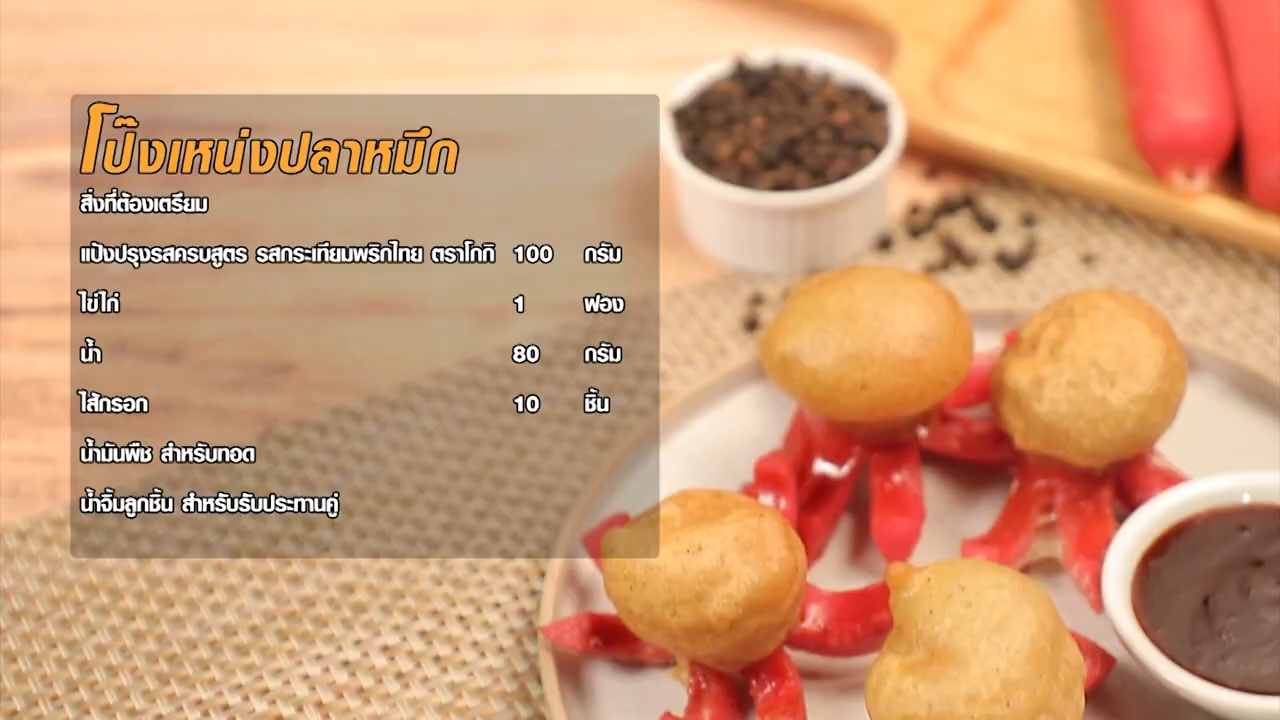 โป๊งเหน่งปลาหมึก
สิ่งที่ต้องเตรียม
แป้งปรุงรสครบสูตร รสกระเทียมพริกไทย ตราโกกิ 100 กรัม
ไข่ไก่ 1 ฟอง
น้ำ 80 กรัม
ไส้กรอก 10 ชิ้น
น้ำมันพืช สำหรับทอด
น้ำจิ้มลูกชิ้น สำหรับรับประทานคู่